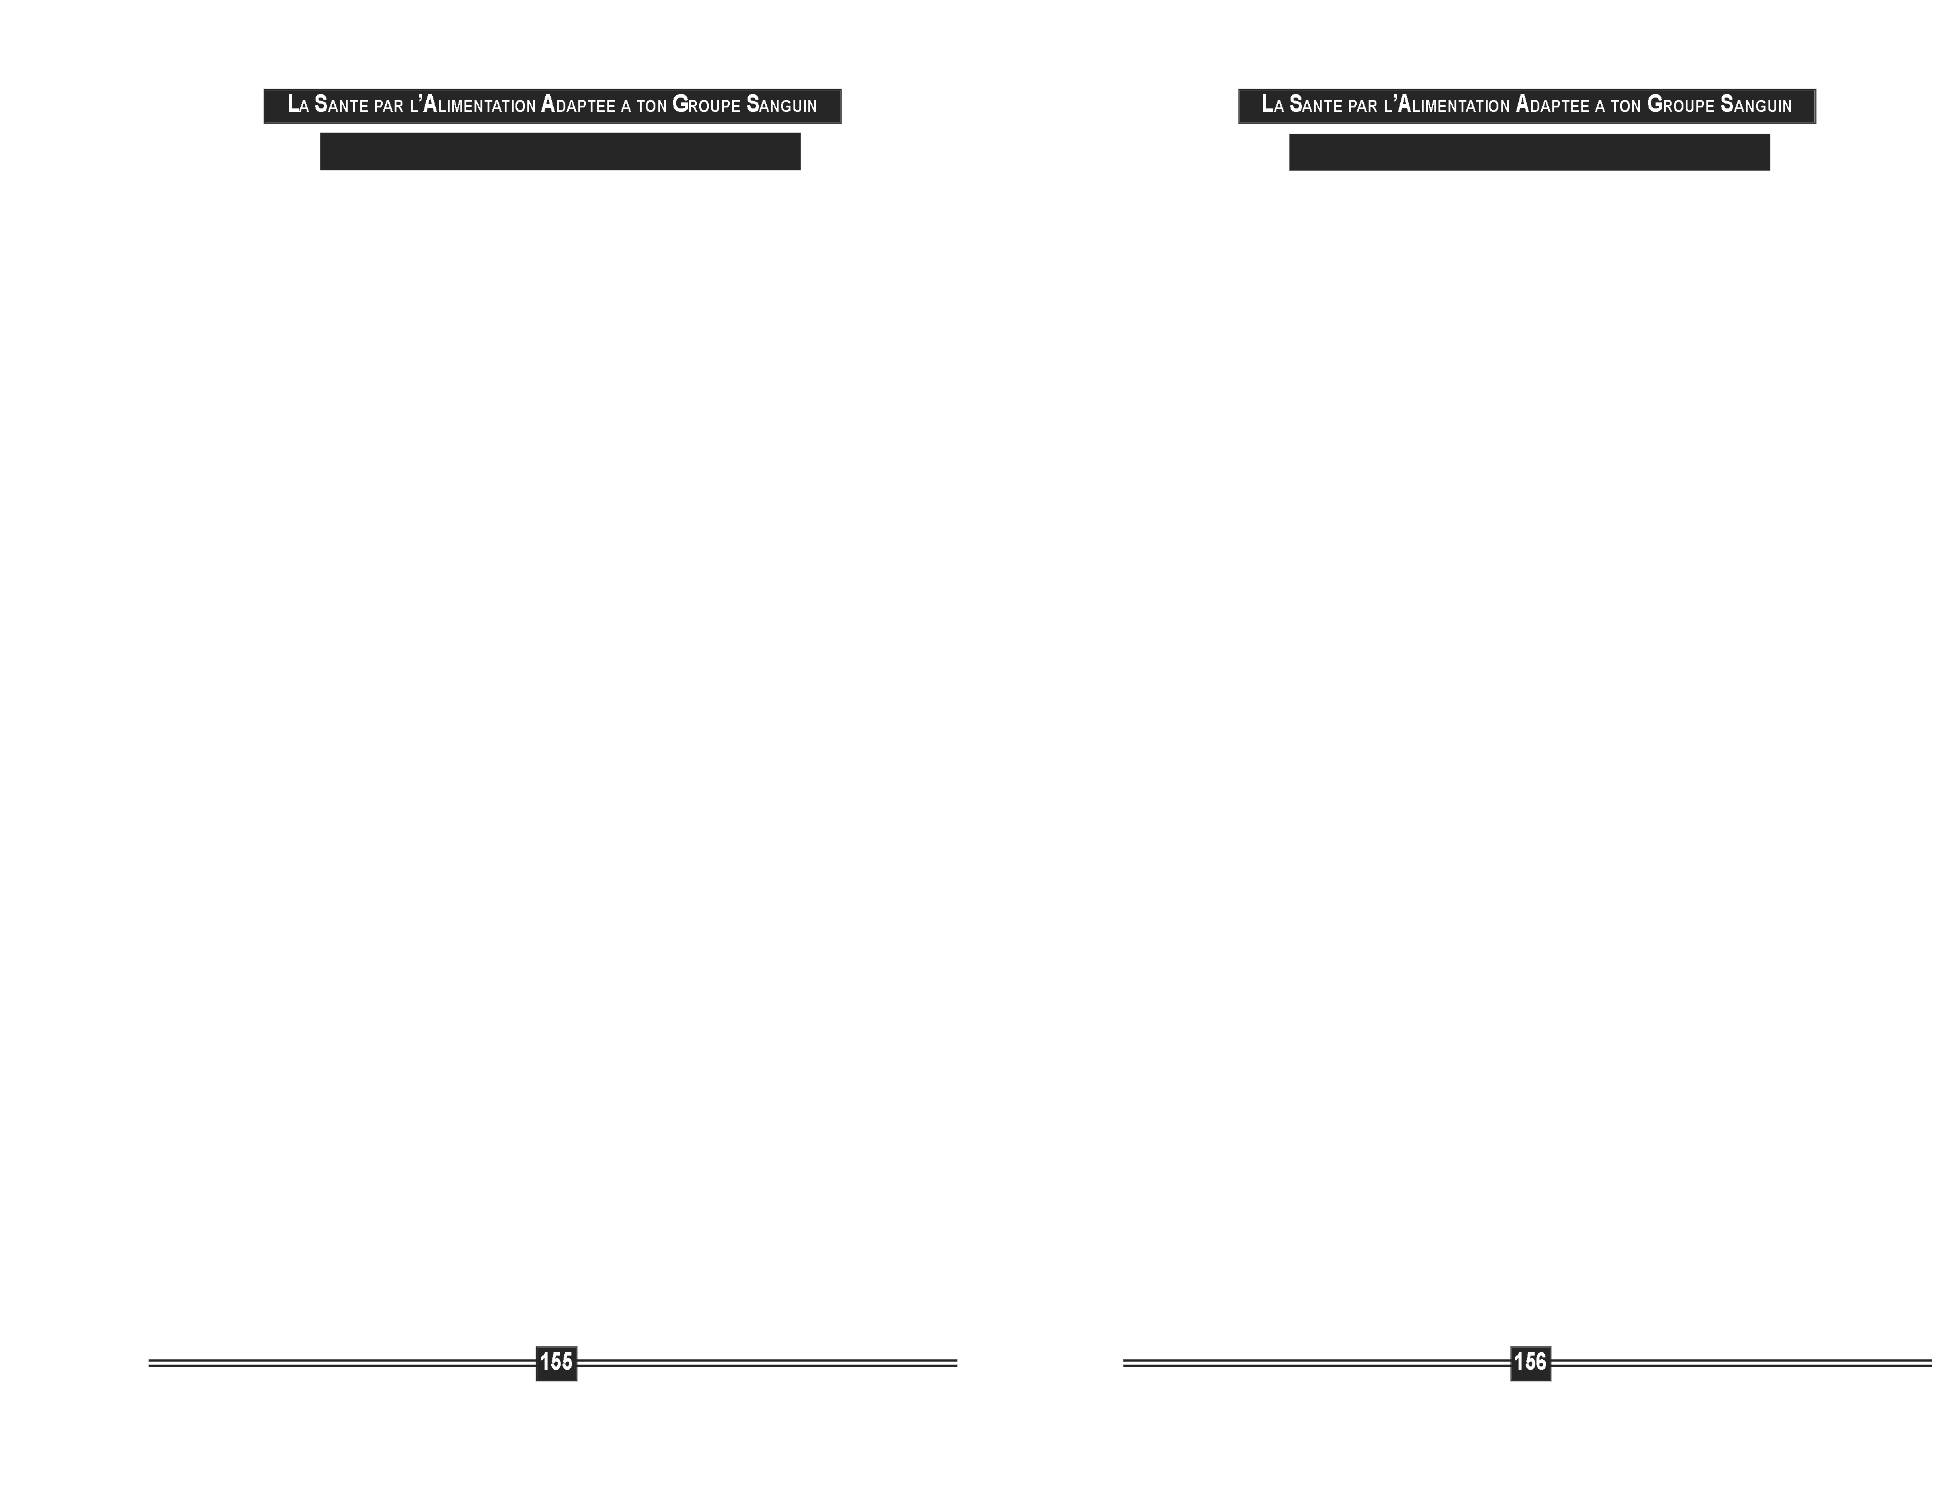 LA SANTE PAR L'ALIMENTATION ADAPTEE A TON GROUPE SANGUIN
155
LA SANTE PAR L'ALIMENTATION ADAPTEE A TON GROUPE SANGUIN
156